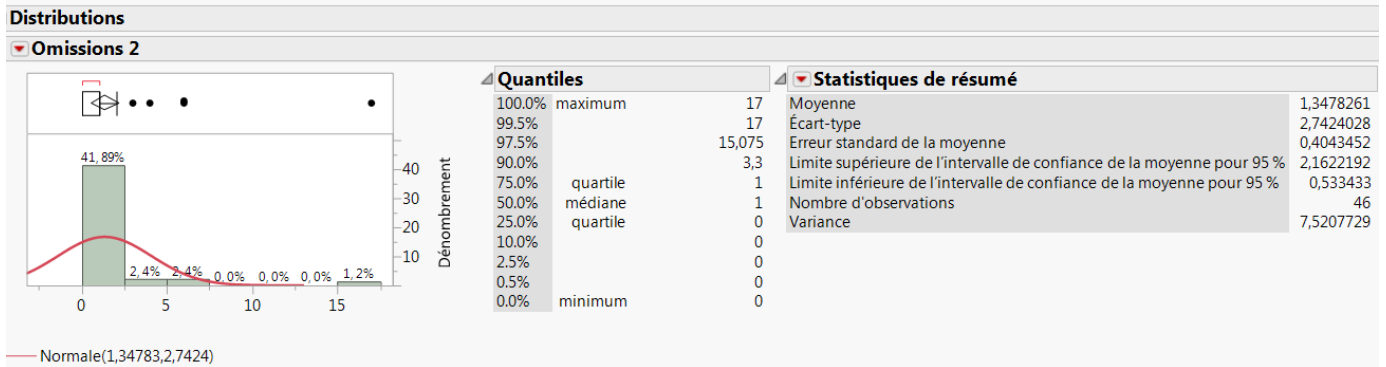 Distributions
Omissions 2
41, 89%
2, 4% 2, 4% 0, 0% 0, 0% 0, 0% 1, 2%
40
30
20
10
Dénombrement
0 5 10 15
Normale(1,34783,2,7424)
Quantiles
100.0% maximum 17
99.5% 17
97.5% 15,075
90.0% 3,3
75.0% quartile 1
50.0% médiane 1
25.0% quartile 0
10.0% 0
2.5% 0
0.5% 0
0.0% minimum 0
Statistiques de résumé
Moyenne 1,3478261
Écart-type 2,7424028
Erreur standard de la moyenne 0,4043452
Limite supérieure de l'intervalle de confiance de la moyenne pour 95 % 2,1622192
Limite inférieure de l'intervalle de confiance de la moyenne pour 95 % 0,533433
Nombre d'observations 46
Variance 7,5207729